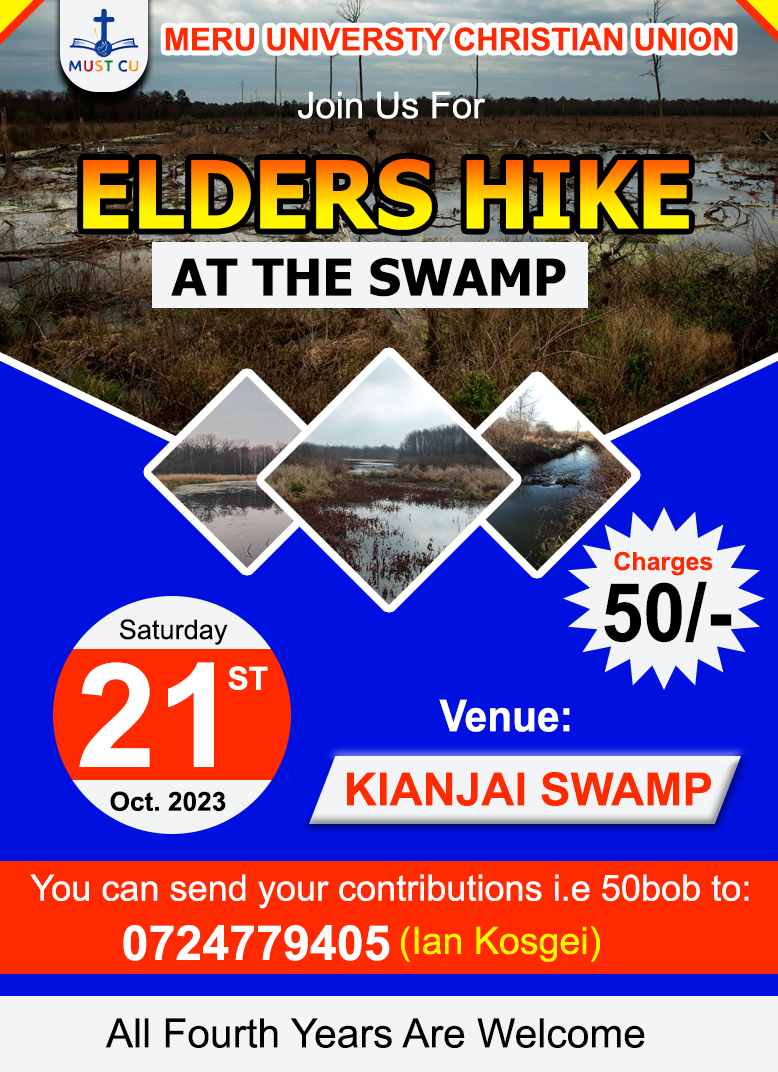 MUST CU
MERU UNIVERSTY CHRISTIAN UNION
Join Us For
ELDERS HIKE
AT THE SWAMP
Charges
50/-
Saturday
21ST
Oct. 2023
Venue:
KIANJAI SWAMP
You can send your contributions i.e 50bob to:
0724779405 (Ian Kosgei)
All Fourth Years Are Welcome